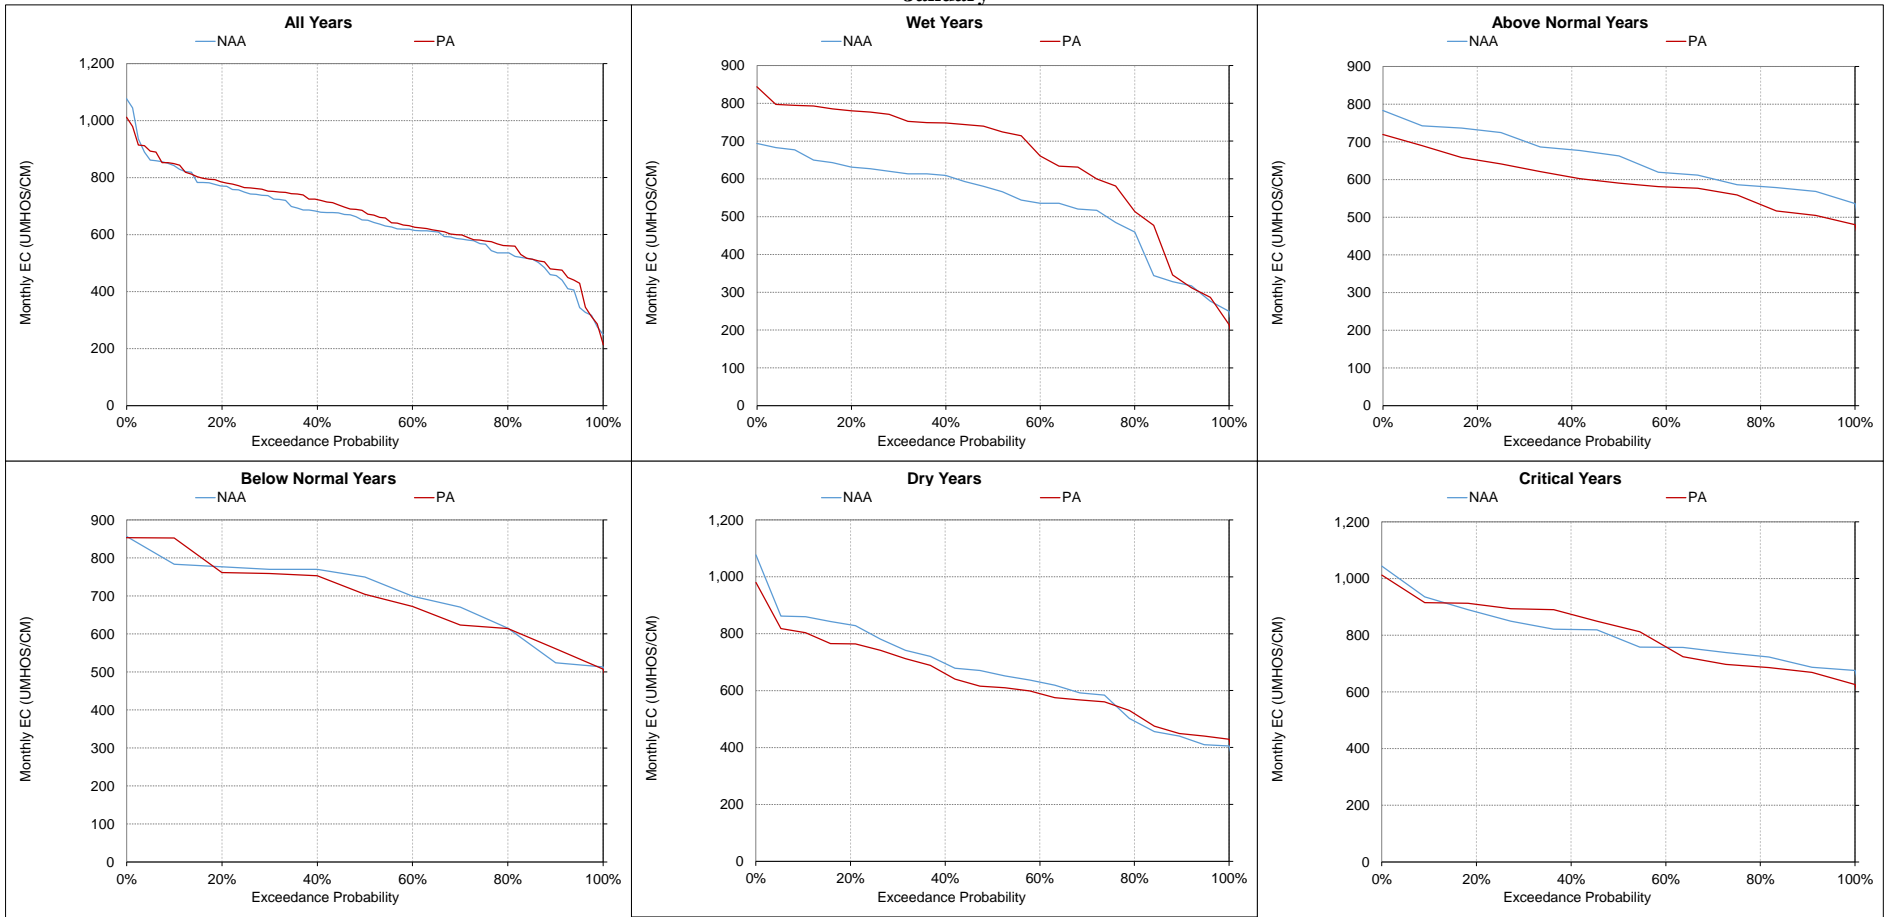 All Years
NAA PA
1,200
1,000
800
600
400
200
0
0% 20% 40% 60% 80% 100%
Monthly EC (UMHOS/CM)
Exceedance Probability
Wet Years
NAA PA
900
800
700
600
500
400
300
200
100
0
0% 20% 40% 60% 80% 100%
Monthly EC (UMHOS/CM)
Exceedance Probability
Above Normal Years
NAA PA
900
800
700
600
500
400
300
200
100
0
0% 20% 40% 60% 80% 100%
Monthly EC (UMHOS/CM)
Exceedance Probability
Below Normal Years
NAA PA
900
800
700
600
500
400
300
200
100
0
0% 20% 40% 60% 80% 100%
Monthly EC (UMHOS/CM)
Exceedance Probability
Dry Years
NAA PA
1,200
1,000
800
600
400
200
0
0% 20% 40% 60% 80% 100%
Monthly EC (UMHOS/CM)
Exceedance Probability
Critical Years
NAA PA
1,200
1,000
800
600
400
200
0
0% 20% 40% 60% 80% 100%
Monthly EC (UMHOS/CM)
Exceedance Probability